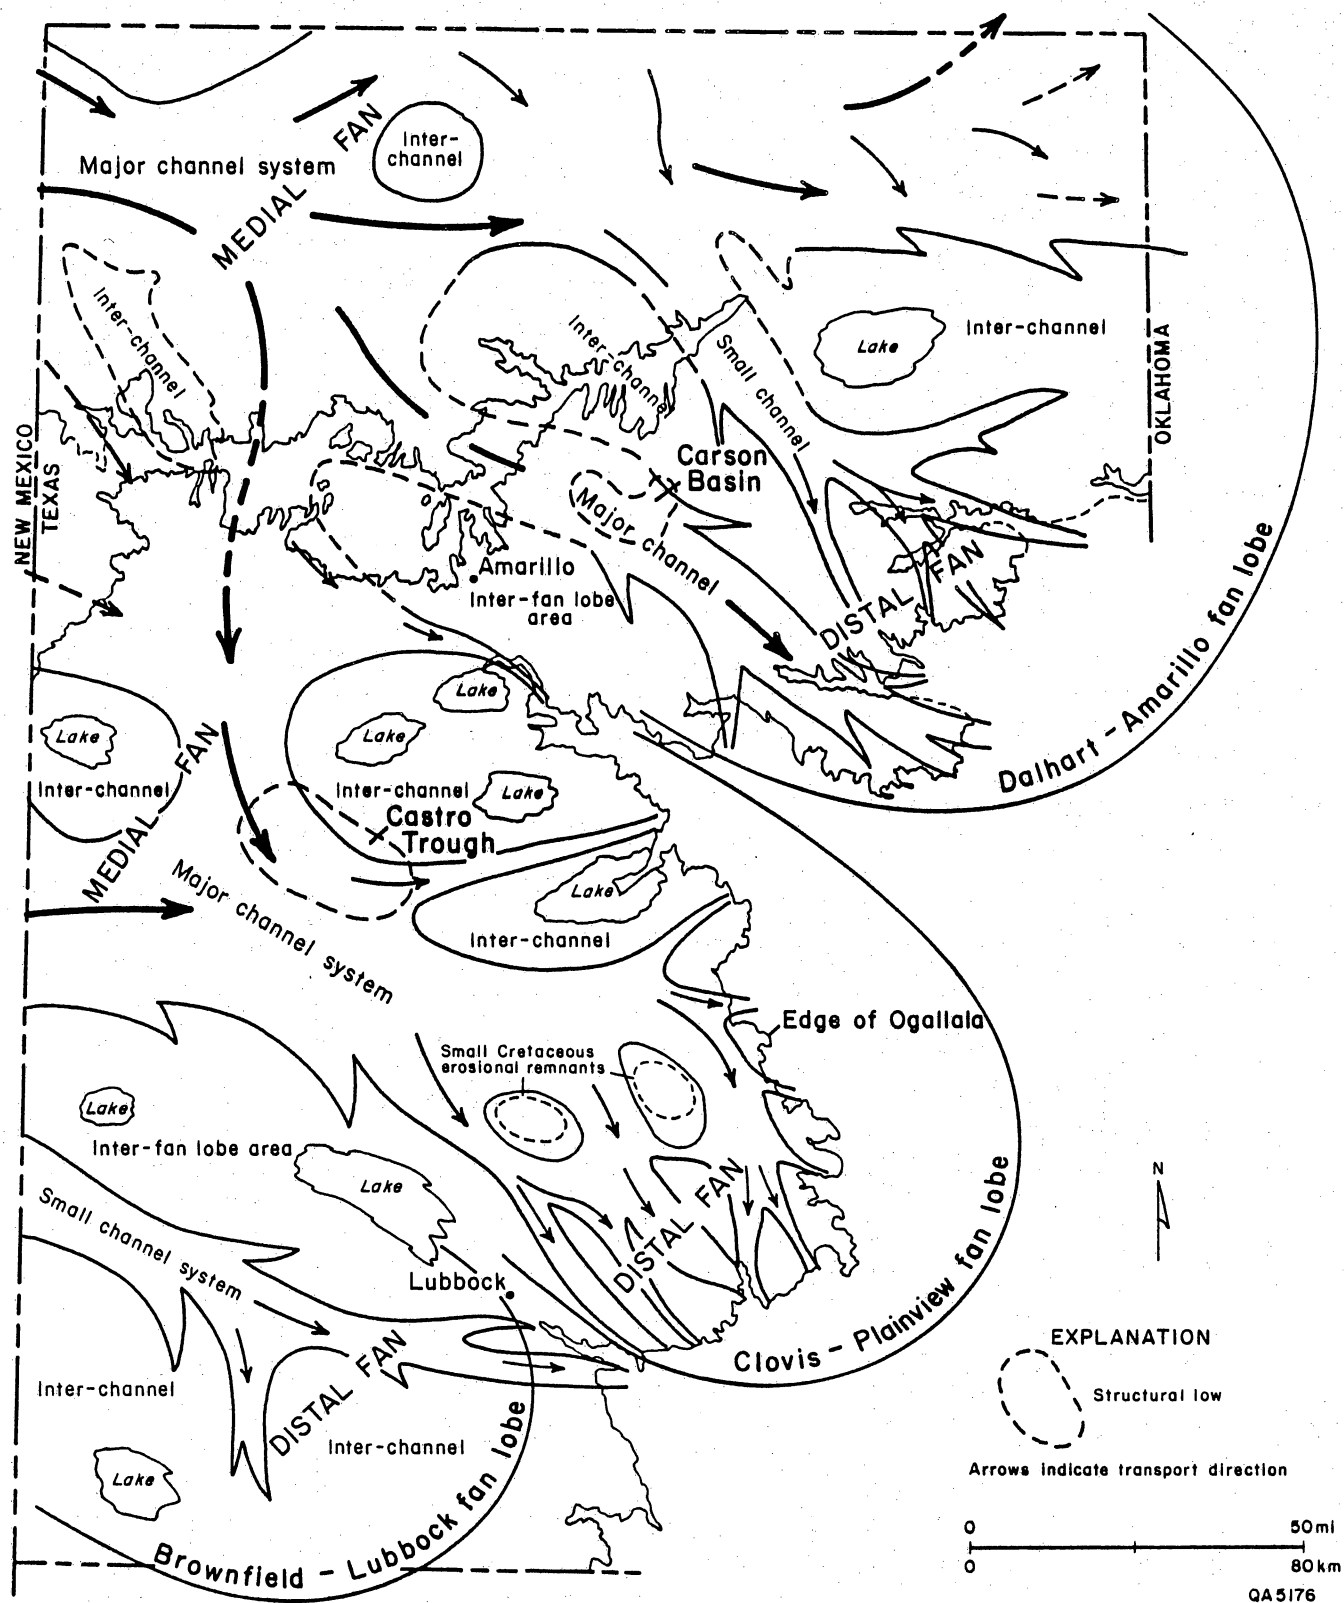 Major channel system
MEDIAL FAN
Inter-
channel
Inter-channel
Inter-channel
Small channel
Lake
Inter-channel
OKLAHOMA
NEW MEXICO
TEXAS
Carson
Basin
Major channel
Amarillo
Inter-fan lobe
area
DISTAL FAN
Dalhart - Amarillo fan lobe
Lake
Lake
Lake
Inter-channel
Lake
Inter-channel
MEDIAL FAN
Castro
Trough
Major channel system
Lake
Inter-channel
Edge of Ogallala
Small Cretaceous
erosional remnants
Lake
Inter-fan lobe area
Lake
Small channel system
Lubbock
DISTAL FAN
Clovis - Plainview fan lobe
N
Inter-channel
DISTAL FAN
Inter-channel
Lake
Brownfield - Lubbock fan lobe
EXPLANATION
Structural low
Arrows indicate transport direction
0 50mi
0 80km
QA5176